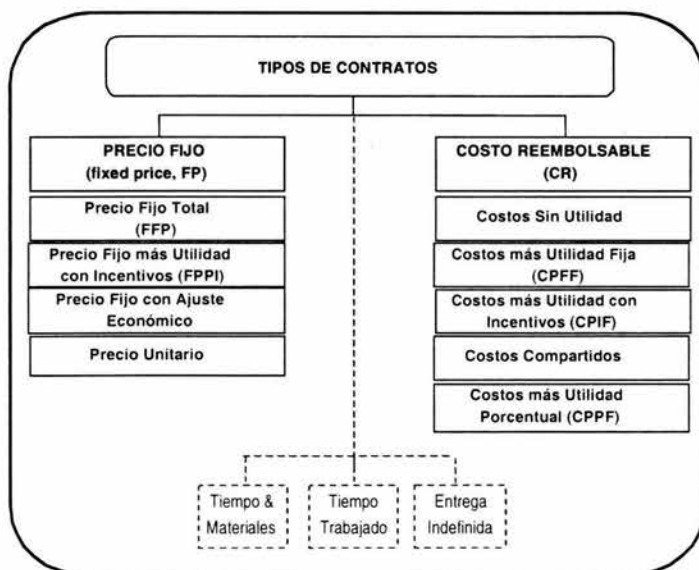 TIPOS DE CONTRATOS
PRECIO FIJO
(fixed price, FP)
Precio Fijo Total
(FFP)
Precio Fijo más Utilidad
con Incentivos (FPPI)
Precio Fijo con Ajuste
Económico
Precio Unitario
COSTO REEMBOLSABLE
(CR)
Costos Sin Utilidad
Costos más Utilidad Fija
(CPFF)
Costos más Utilidad con
Incentivos (CPIF)
Costos Compartidos
Costos más Utilidad
Porcentual (CPPF)
Tiempo &
Materiales
Tiempo
Trabajado
Entrega
Indefinida